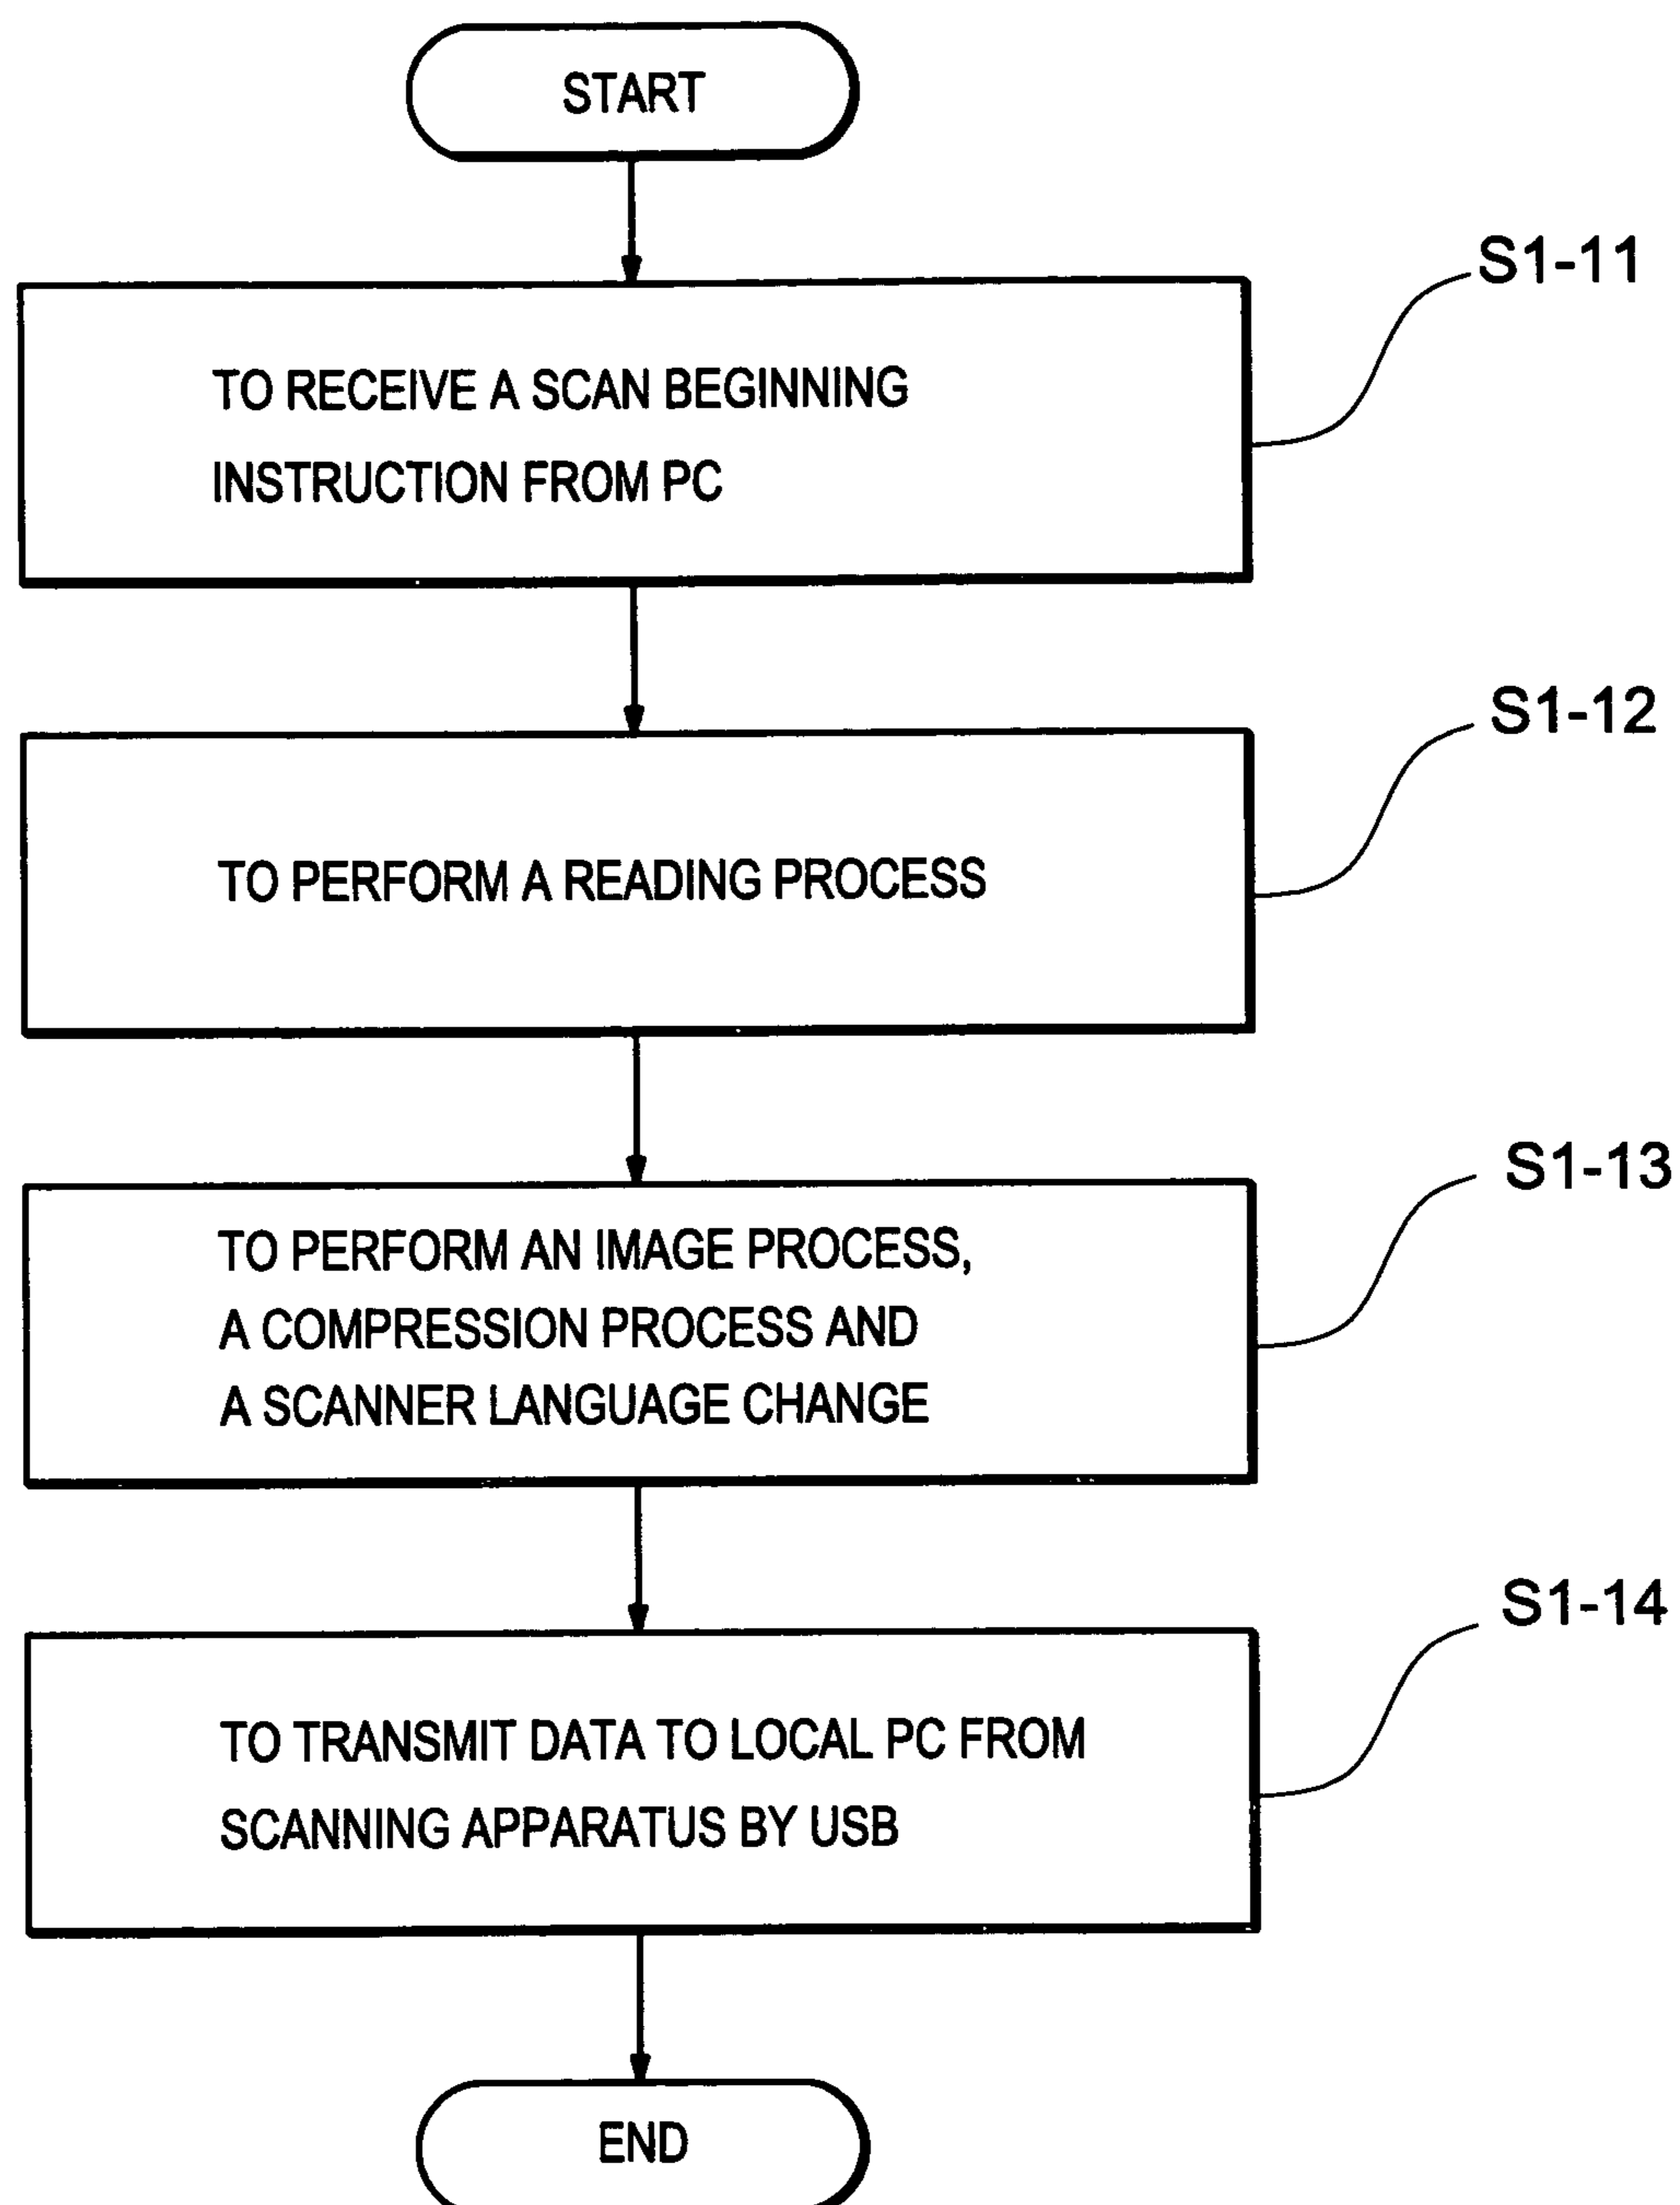 START
S1-11
TO RECEIVE A SCAN BEGINNING
INSTRUCTION FROM PC
S1-12
TO PERFORM A READING PROCESS
S1-13
TO PERFORM AN IMAGE PROCESS,
A COMPRESSION PROCESS AND
A SCANNER LANGUAGE CHANGE
S1-14
TO TRANSMIT DATA TO LOCAL PC FROM
SCANNING APPARATUS BY USB
END